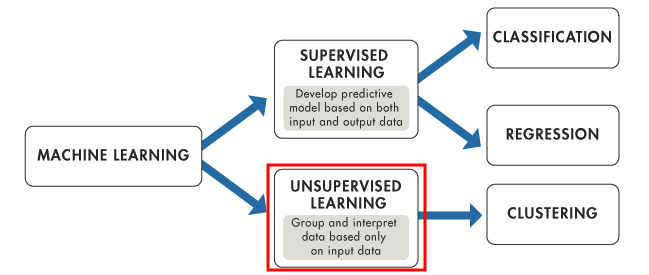 MACHINE LEARNING
SUPERVISED
LEARNING
Develop predictive
model based on both
input and output data
CLASSIFICATION
REGRESSION
UNSUPERVISED
LEARNING
Group and interpret
data based only
on input data
CLUSTERING